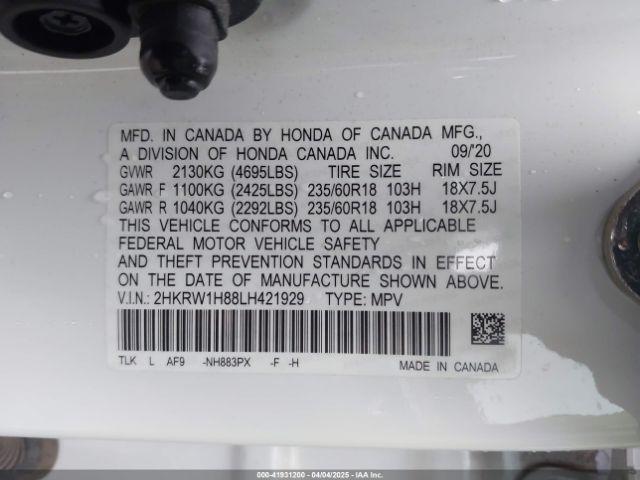 MFD. IN CANADA BY HONDA OF CANADA MFG.,
A DIVISION OF HONDA CANADA INC. 09/'20
GVWR 2130KG (4695LBS) TIRE SIZE RIM SIZE
GAWR F 1100KG (2425LBS) 235/60R18 103H 18X7.5J
GAWR R 1040KG (2292LBS) 235/60R18 103H 18X7.5J
THIS VEHICLE CONFORMS TO ALL APPLICABLE
FEDERAL MOTOR VEHICLE SAFETY
AND THEFT PREVENTION STANDARDS IN EFFECT
ON THE DATE OF MANUFACTURE SHOWN ABOVE.
V.I.N.: 2HKRW1H88LH421929 TYPE: MPV
TLK L AF9 -NH883PX -F -H MADE IN CANADA
000-41931200 - 04/04/2025 - IAA Inc.